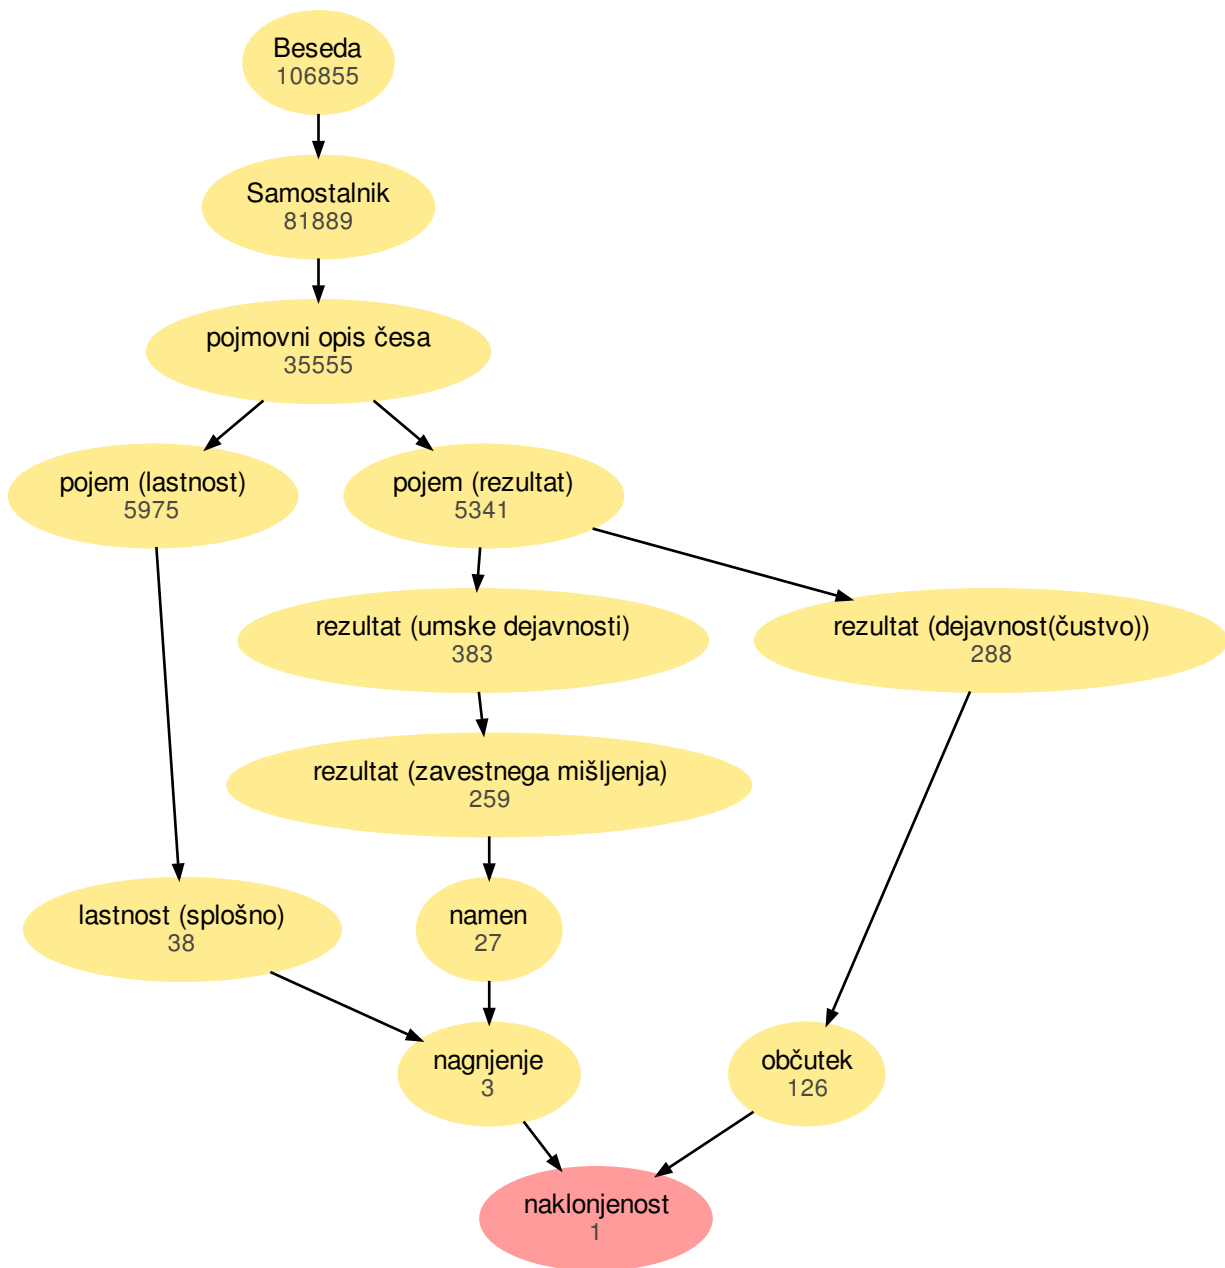 Beseda
106855
Samostalnik
81889
pojmovni opis česa
35555
pojem (lastnost)
5975
pojem (rezultat)
5341
rezultat (umske dejavnosti)
383
rezultat (dejavnost(čustvo))
288
rezultat (zavestnega mišljenja)
259
lastnost (splošno)
38
namen
27
nagnjenje
3
občutek
126
naklonjenost
1